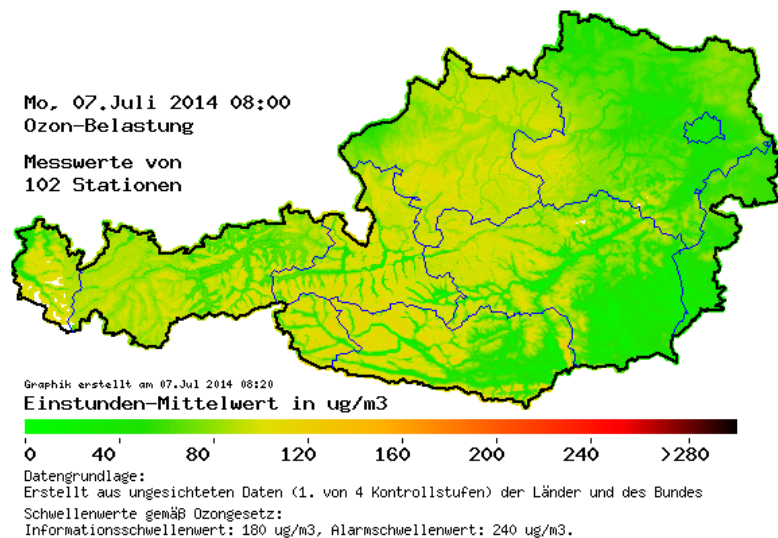 Mo, 07.Juli 2014 08:00
Ozon-Belastung
Messwerte von
102 Stationen
Graphik erstellt am 07.Jul 2014 08:20
Einstunden-Mittelwert in ug/m3
0 40 80 120 160 200 240 >280
Datengrundlage:
Erstellt aus ungesichteten Daten (1. von 4 Kontrollstufen) der Länder und des Bundes
Schwellenwerte gemäß Ozongesetz:
Informationsschwellenwert: 180 ug/m3, Alarmschwellenwert: 240 ug/m3.